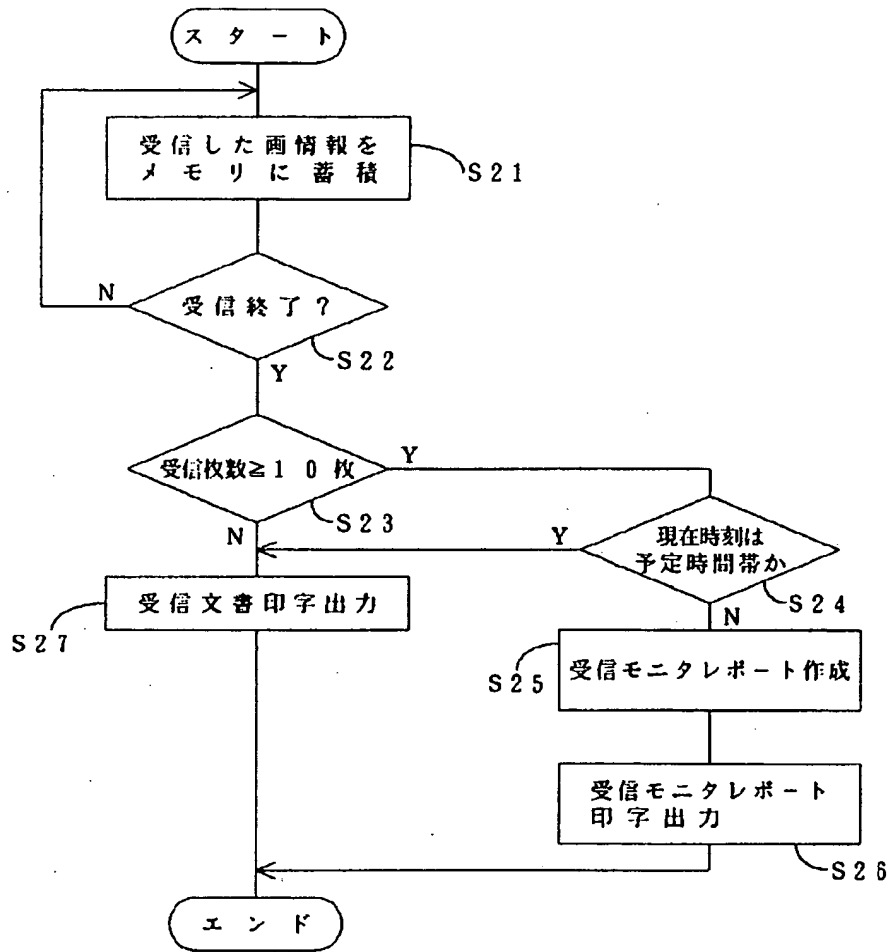 スタート
受信した画情報を
メモリに蓄積
S21
N
受信終了?
S22
Y
受信枚数≧10枚
Y
S23
N
Y
現在時刻は
予定時間帯か
S24
N
受信文書印字出力
S27
S25
受信モニタレポート作成
受信モニタレポート
印字出力
S26
エンド